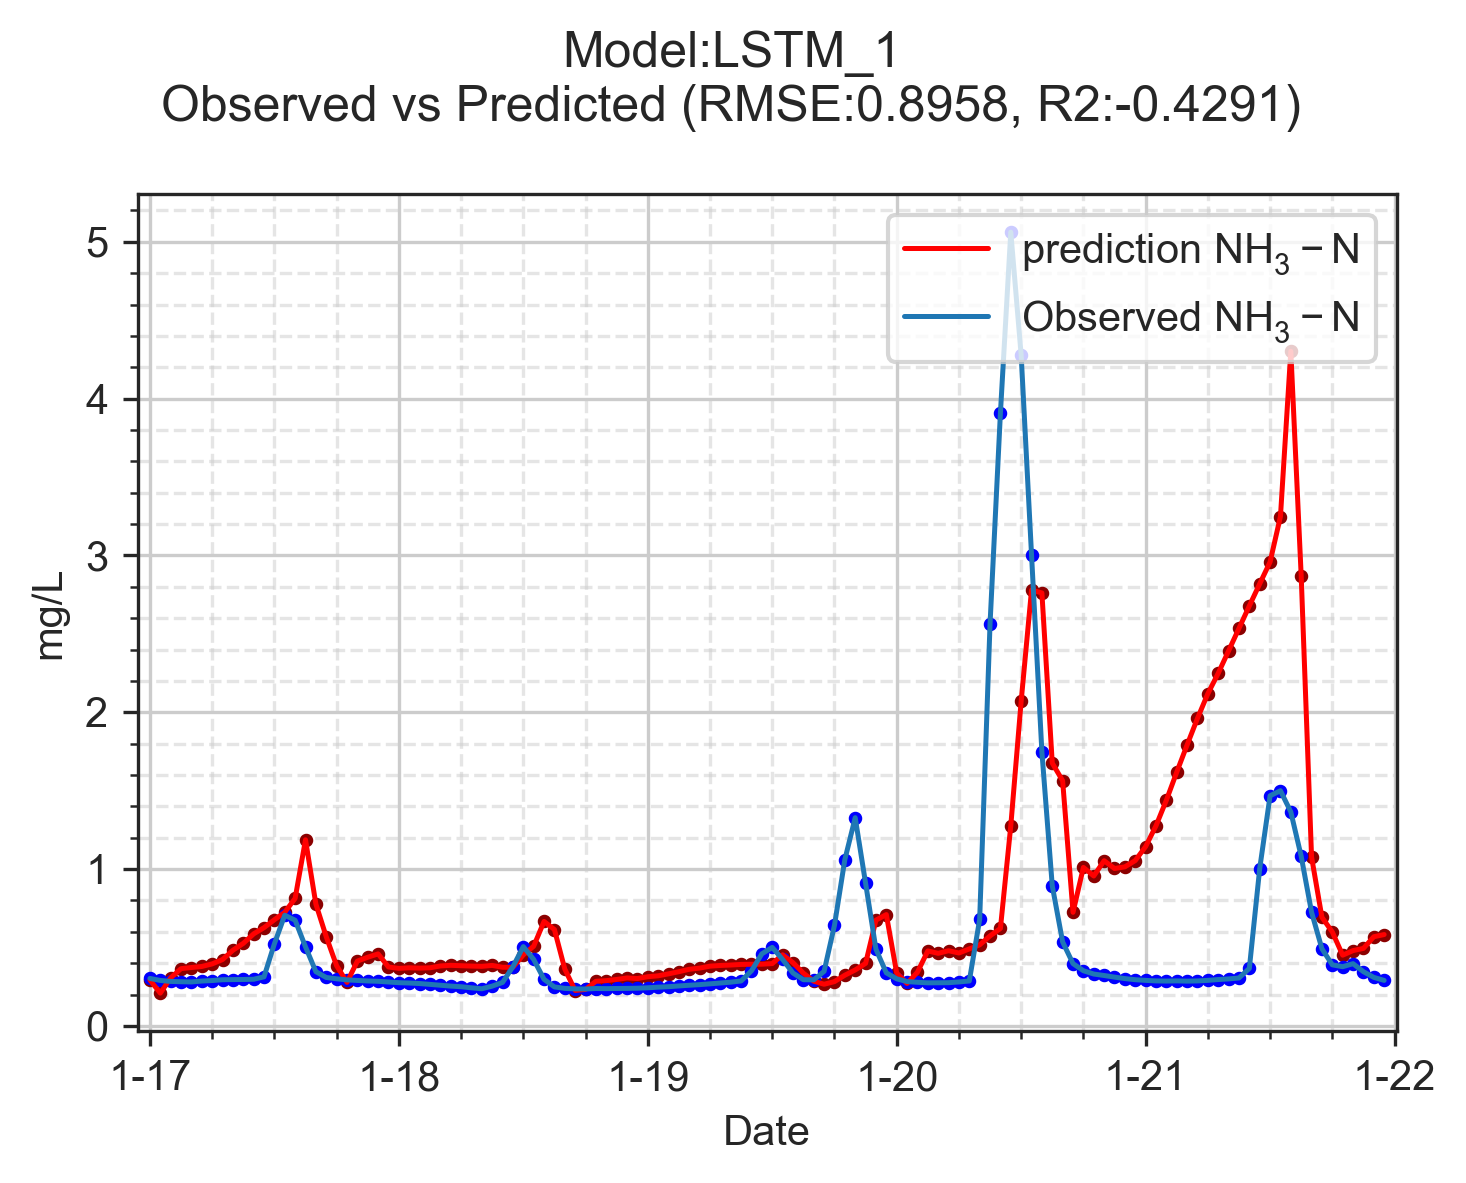 Model:LSTM_1
Observed vs Predicted (RMSE:0.8958, R2:-0.4291)
prediction NH₃ − N
Observed NH₃ − N
5
4
3
2
1
0
mg/L
1-17 1-18 1-19 1-20 1-21 1-22
Date